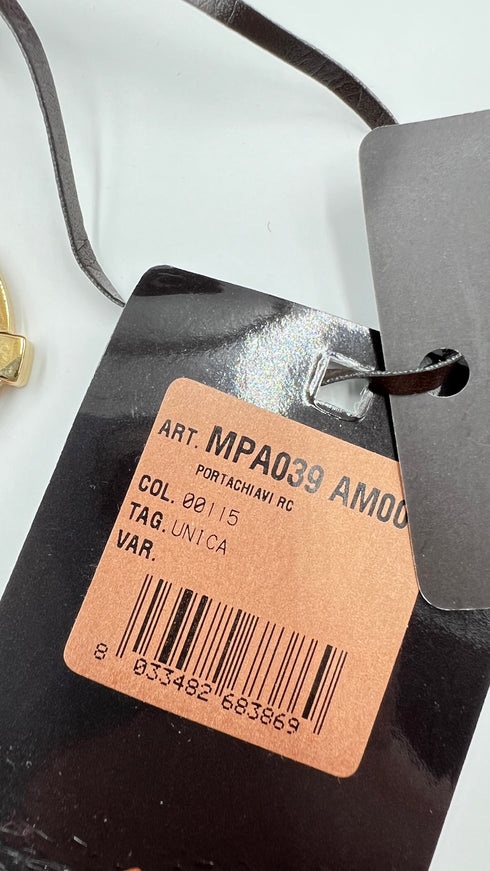 ART. MPA039 AM00
PORTACHIAVI RC
COL. 00115
TAG. UNICA
VAR.
8 033482 683869